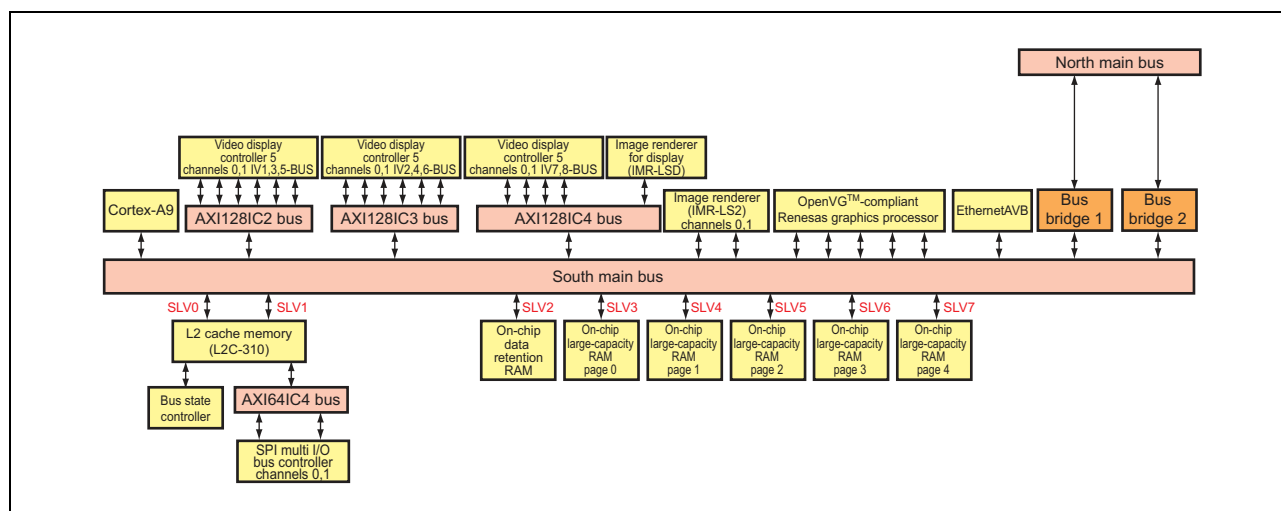 North main bus
Video display
controller 5
channels 0,1 IV1,3,5-BUS
Video display
controller 5
channels 0,1 IV2,4,6-BUS
Video display
controller 5
channels 0,1 IV7,8-BUS
Image renderer
for display
(IMR-LSD)
Cortex-A9
AXI128IC2 bus
AXI128IC3 bus
AXI128IC4 bus
Image renderer
(IMR-LS2)
channels 0,1
OpenVG™-compliant
Renesas graphics processor
EthernetAVB
Bus
bridge 1
Bus
bridge 2
South main bus
SLV0
SLV1
SLV2
SLV3
SLV4
SLV5
SLV6
SLV7
L2 cache memory
(L2C-310)
On-chip
data
retention
RAM
On-chip
large-capacity
RAM
page 0
On-chip
large-capacity
RAM
page 1
On-chip
large-capacity
RAM
page 2
On-chip
large-capacity
RAM
page 3
On-chip
large-capacity
RAM
page 4
Bus state
controller
AXI64IC4 bus
SPI multi I/O
bus controller
channels 0,1